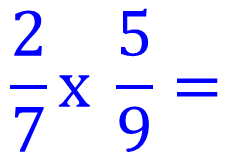 2/7 x 5/9 =